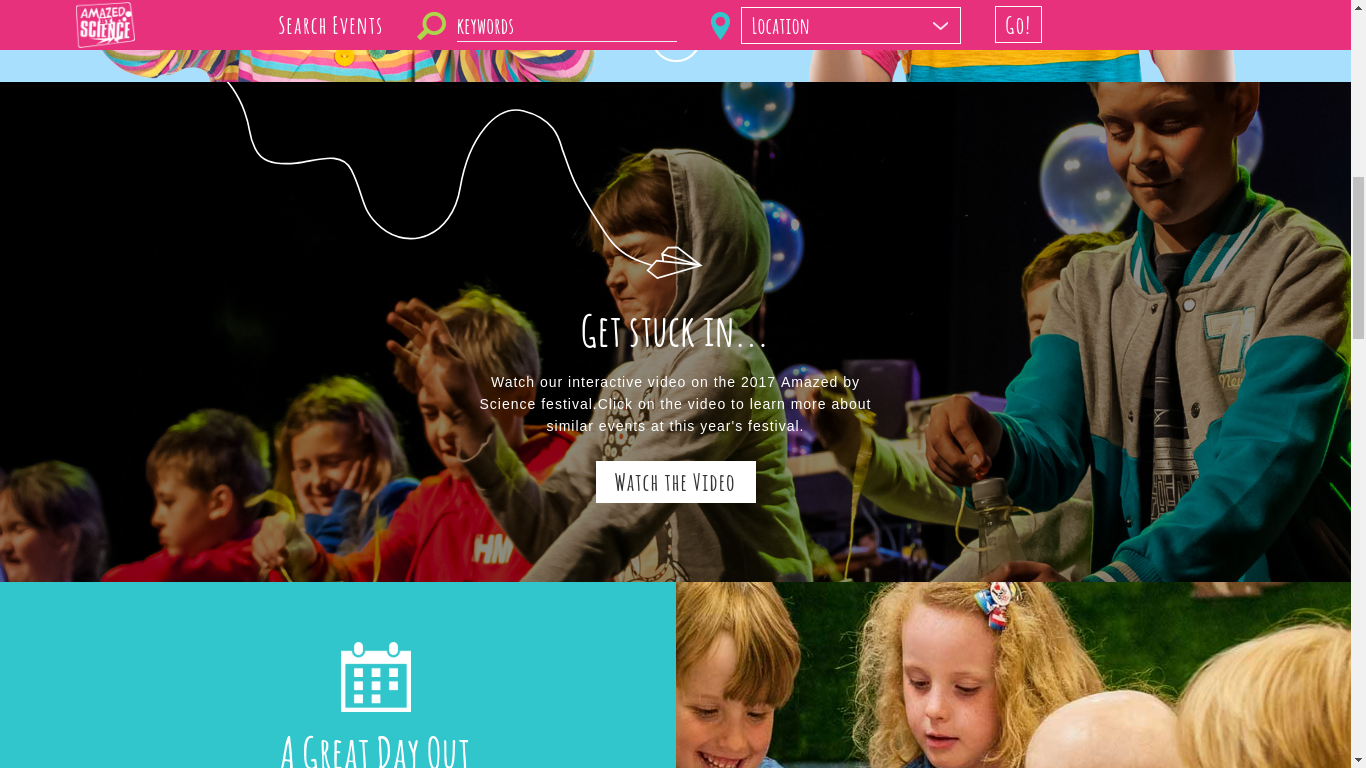 AMAZED
BY
SCIENCE
Search Events
keywords
Location
Go!
Get stuck in...
Watch our interactive video on the 2017 Amazed by
Science festival.Click on the video to learn more about
similar events at this year's festival.
Watch the Video
HM
A Great Day Out